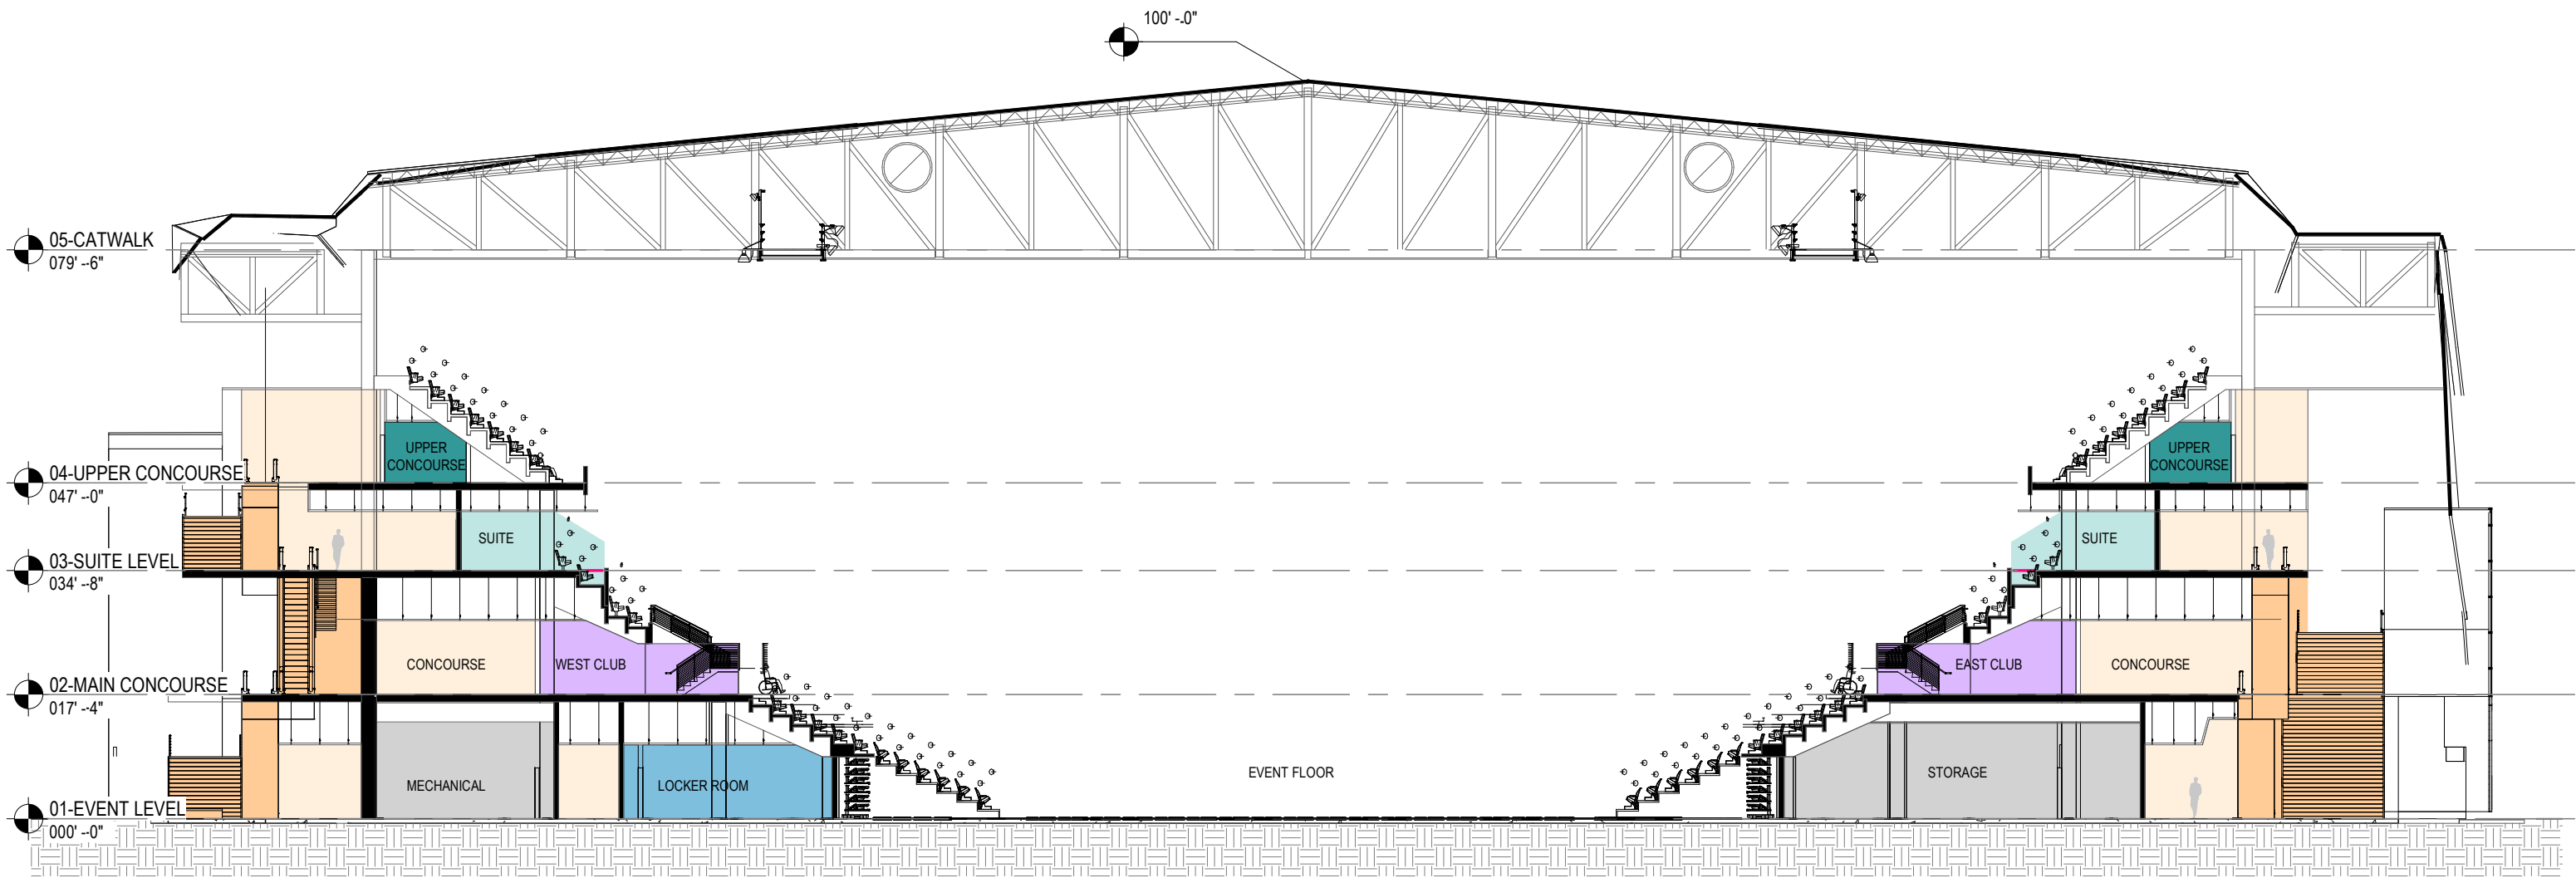 100' -0"
05-CATWALK
079' -6"
UPPER
CONCOURSE
UPPER
CONCOURSE
04-UPPER CONCOURSE
047' -0"
SUITE
SUITE
03-SUITE LEVEL
034' -8"
CONCOURSE
WEST CLUB
EAST CLUB
CONCOURSE
02-MAIN CONCOURSE
017' -4"
MECHANICAL
LOCKER ROOM
EVENT FLOOR
STORAGE
01-EVENT LEVEL
000' -0"